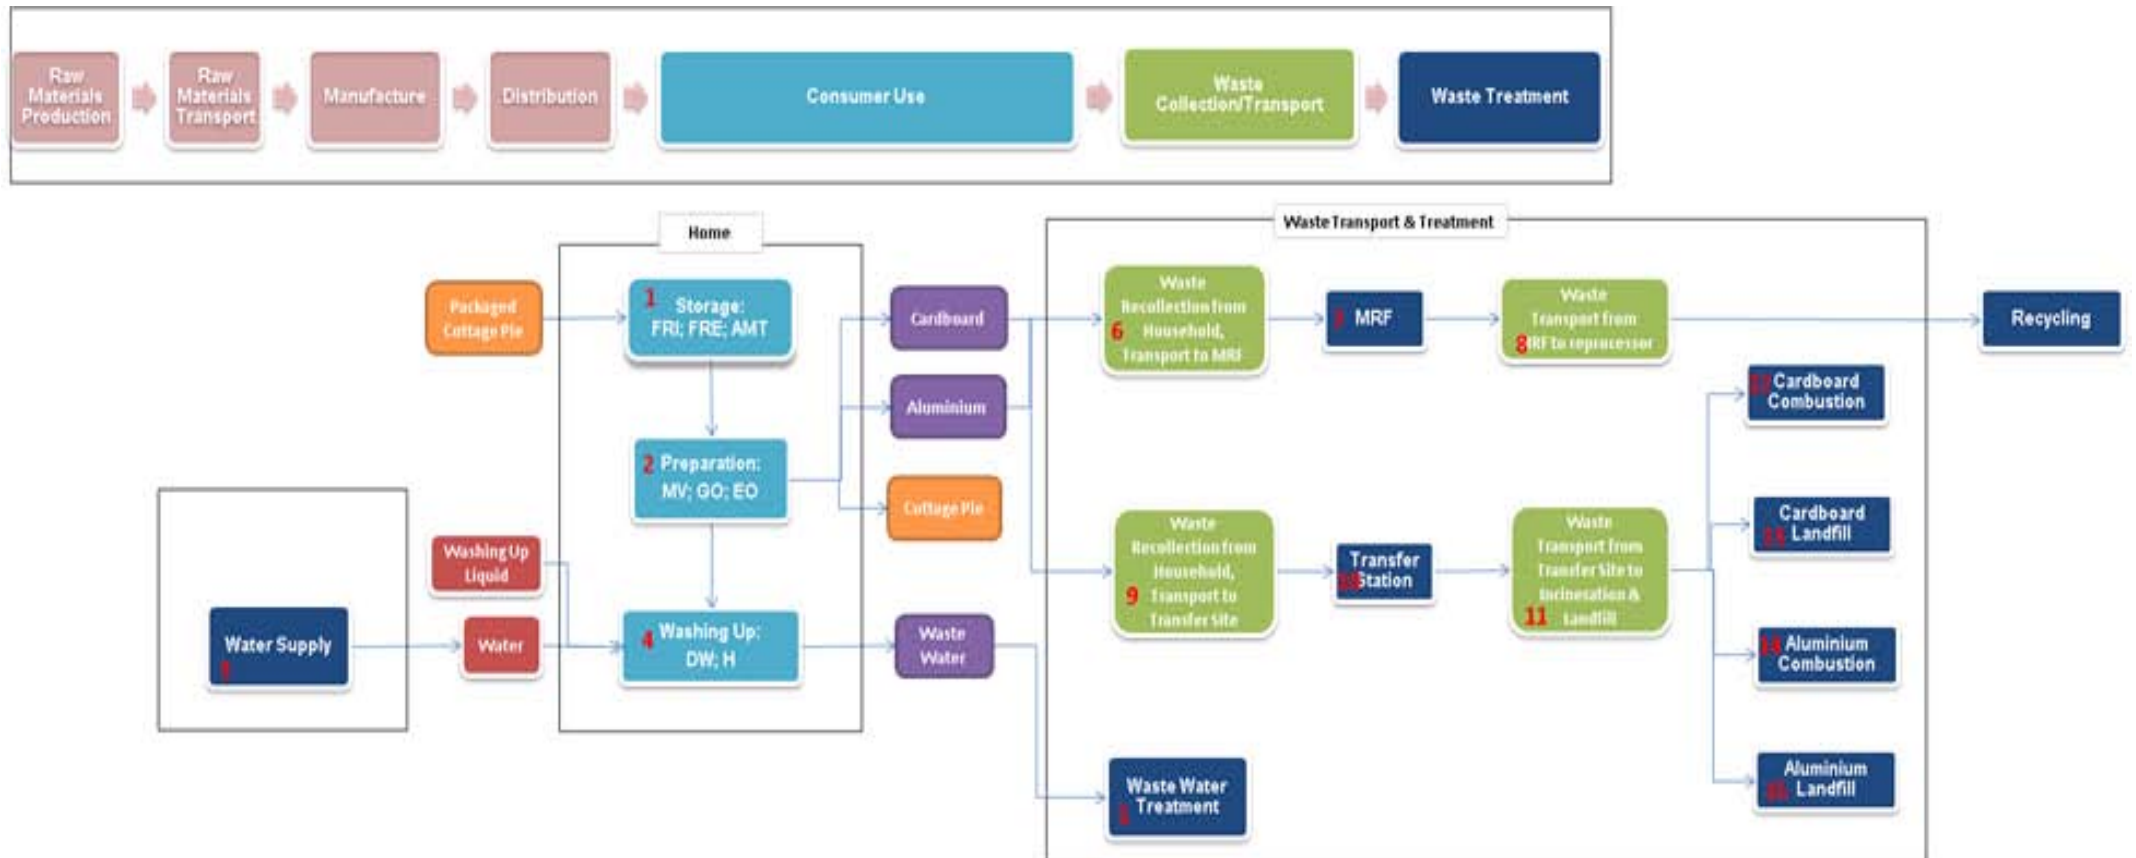 Raw
Materials
Production
Raw
Materials
Transport
Manufacture
Distribution
Consumer Use
Waste
Collection/Transport
Waste Treatment
Home
Waste Transport & Treatment
Packaged
Cottage Pie
1 Storage:
FRI; FRE; AMT
Cardboard
Waste
Recollection from
6 Household,
Transport to MRF
MRF
Waste
Transport from
8 MRF to reprocessor
Recycling
Aluminium
Cardboard
Combustion
2 Preparation:
MV; GO; EO
Cottage Pie
Cardboard
Landfill
Washing Up
Liquid
Waste
Recollection from
Household,
9 Transport to
Transfer Site
Transfer
Station
Waste
Transport from
Transfer Site to
Incineration &
11 Landfill
Water Supply
Water
4 Washing Up:
DW; H
Waste
Water
Aluminium
Combustion
Waste Water
Treatment
Aluminium
Landfill